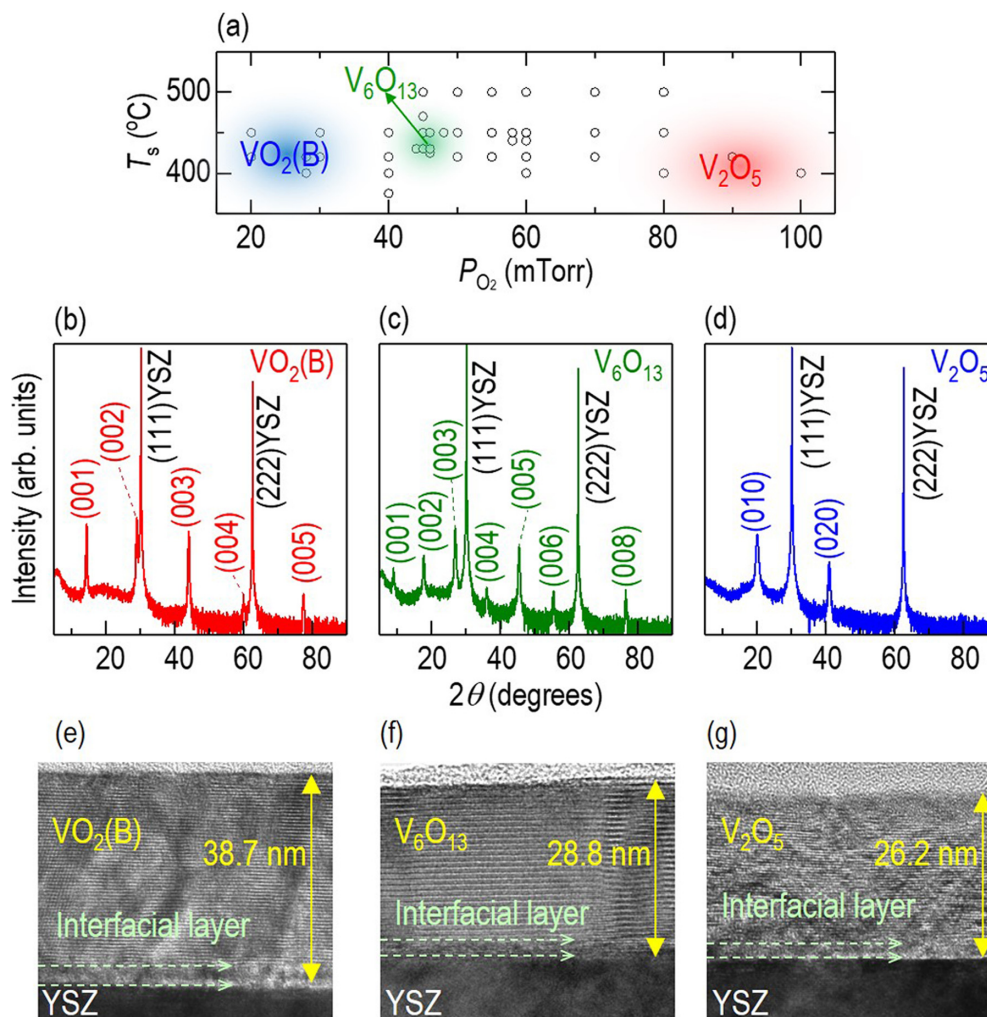 (a)
T_s (°C)
500
400
V₆O₁₃
VO₂(B)
V₂O₅
20 40 60 80 100
P_O₂ (mTorr)
(b) (c) (d)
Intensity (arb. units)
(001)
(002)
(111)YSZ
(003)
(004)
(222)YSZ
(005)
VO₂(B)
20 40 60 80
(001)
(002)
(003)
(111)YSZ
(004)
(005)
(006)
(222)YSZ
(008)
V₆O₁₃
20 40 60 80
(010)
(111)YSZ
(020)
(222)YSZ
V₂O₅
20 40 60 80
2θ (degrees)
(e)
VO₂(B)
38.7 nm
Interfacial layer
YSZ
(f)
V₆O₁₃
28.8 nm
Interfacial layer
YSZ
(g)
V₂O₅
26.2 nm
Interfacial layer
YSZ